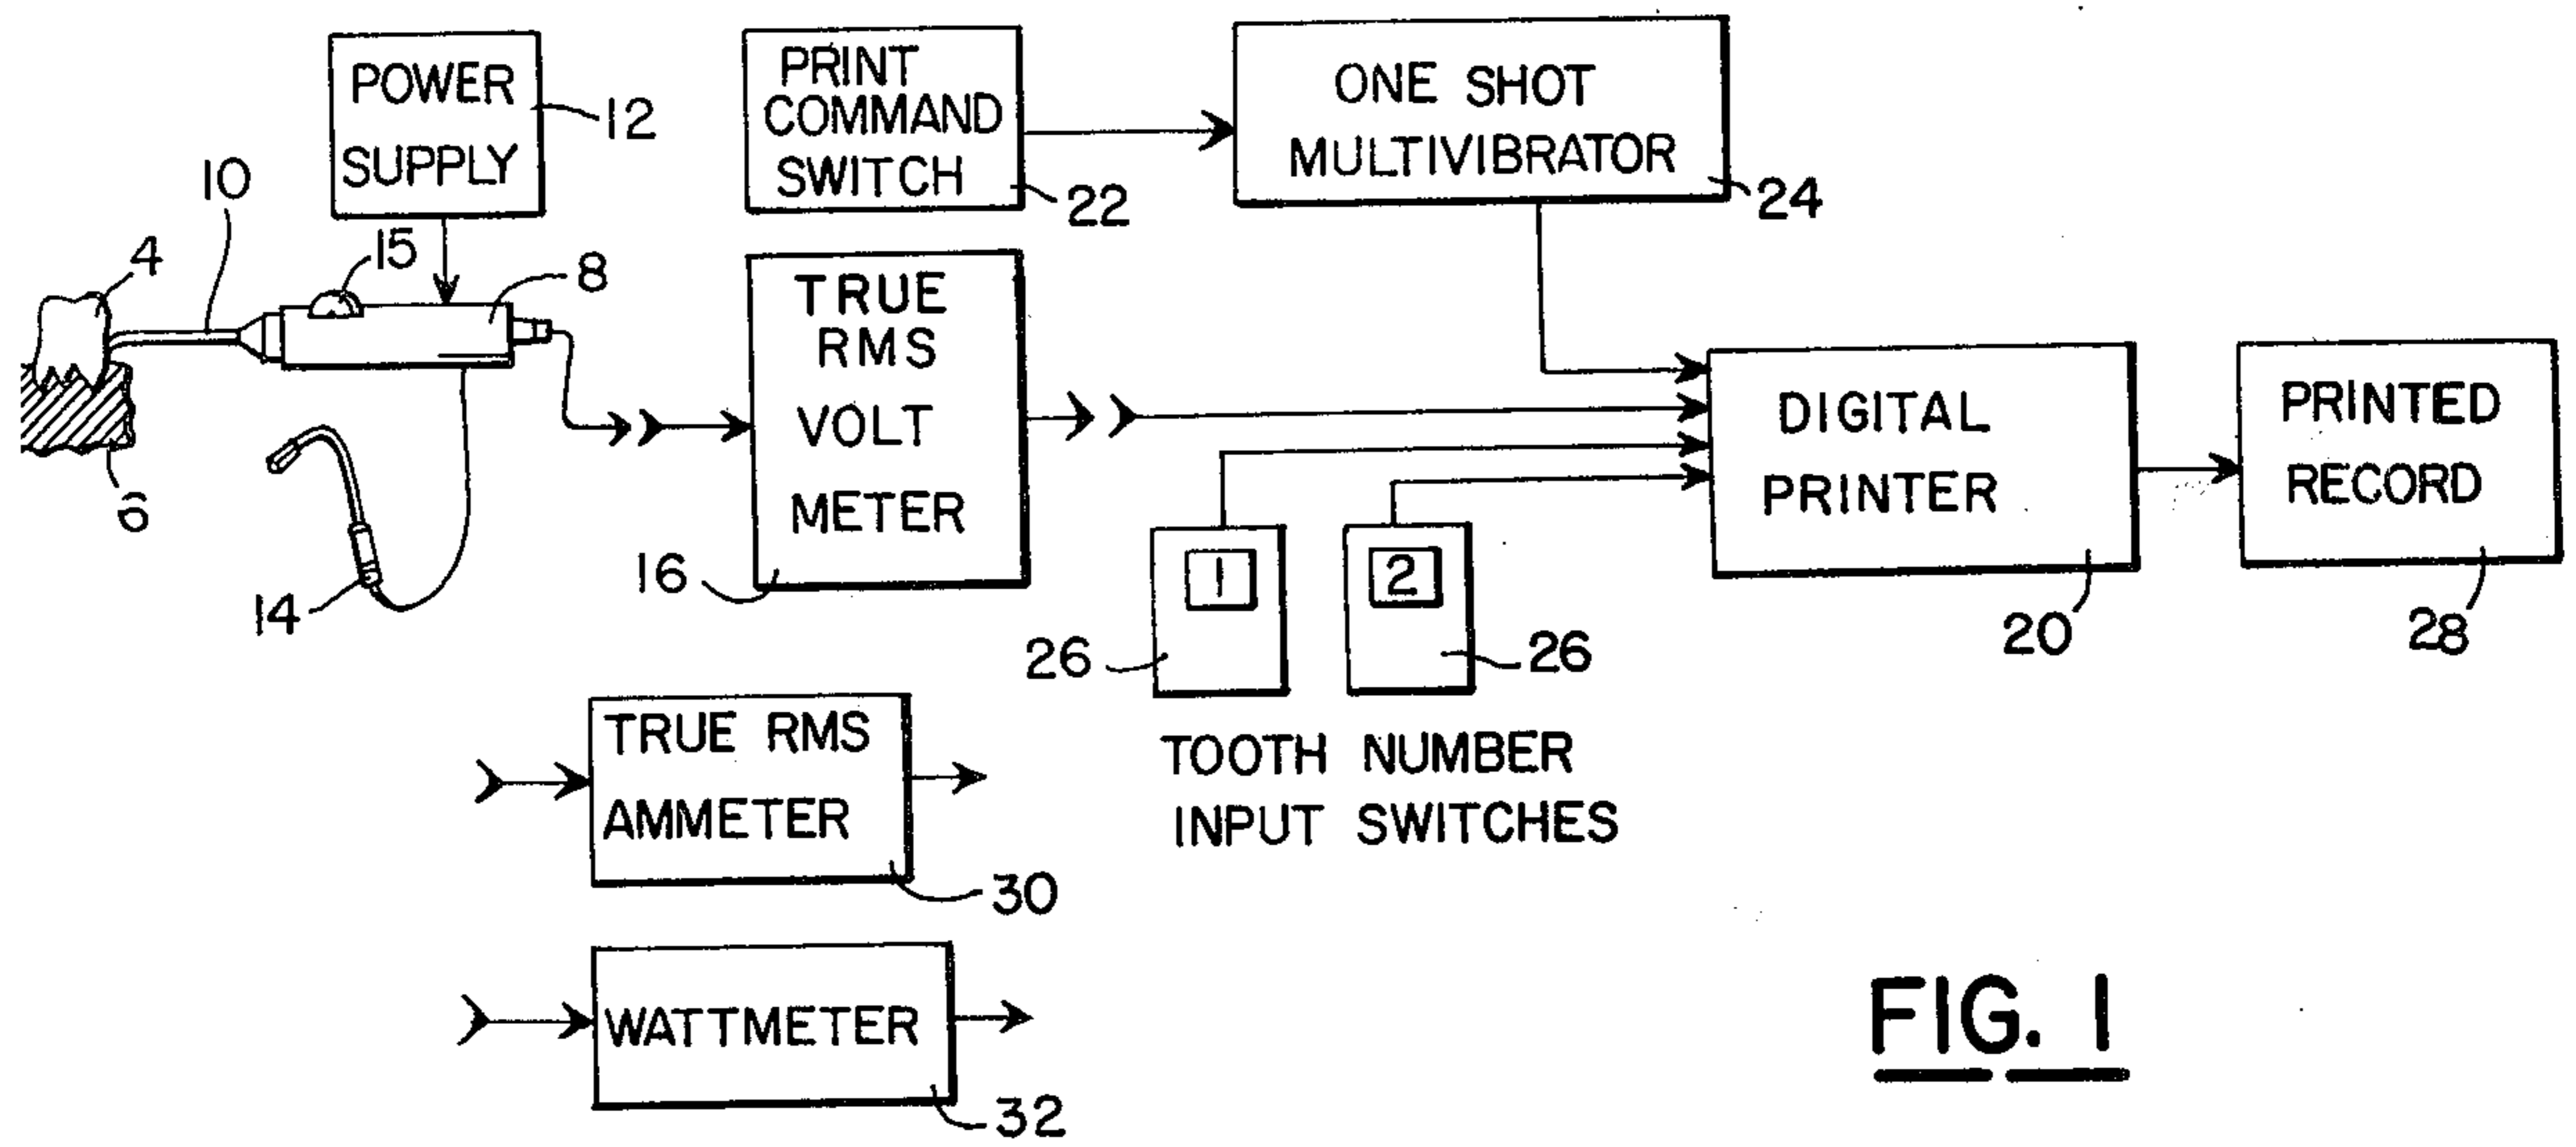 POWER
SUPPLY
12
PRINT
COMMAND
SWITCH
22
ONE SHOT
MULTIVIBRATOR
24
10
4
15
8
6
14
TRUE
RMS
VOLT
METER
16
DIGITAL
PRINTER
20
PRINTED
RECORD
28
1
2
26
26
TOOTH NUMBER
INPUT SWITCHES
TRUE RMS
AMMETER
30
WATTMETER
32
FIG. 1